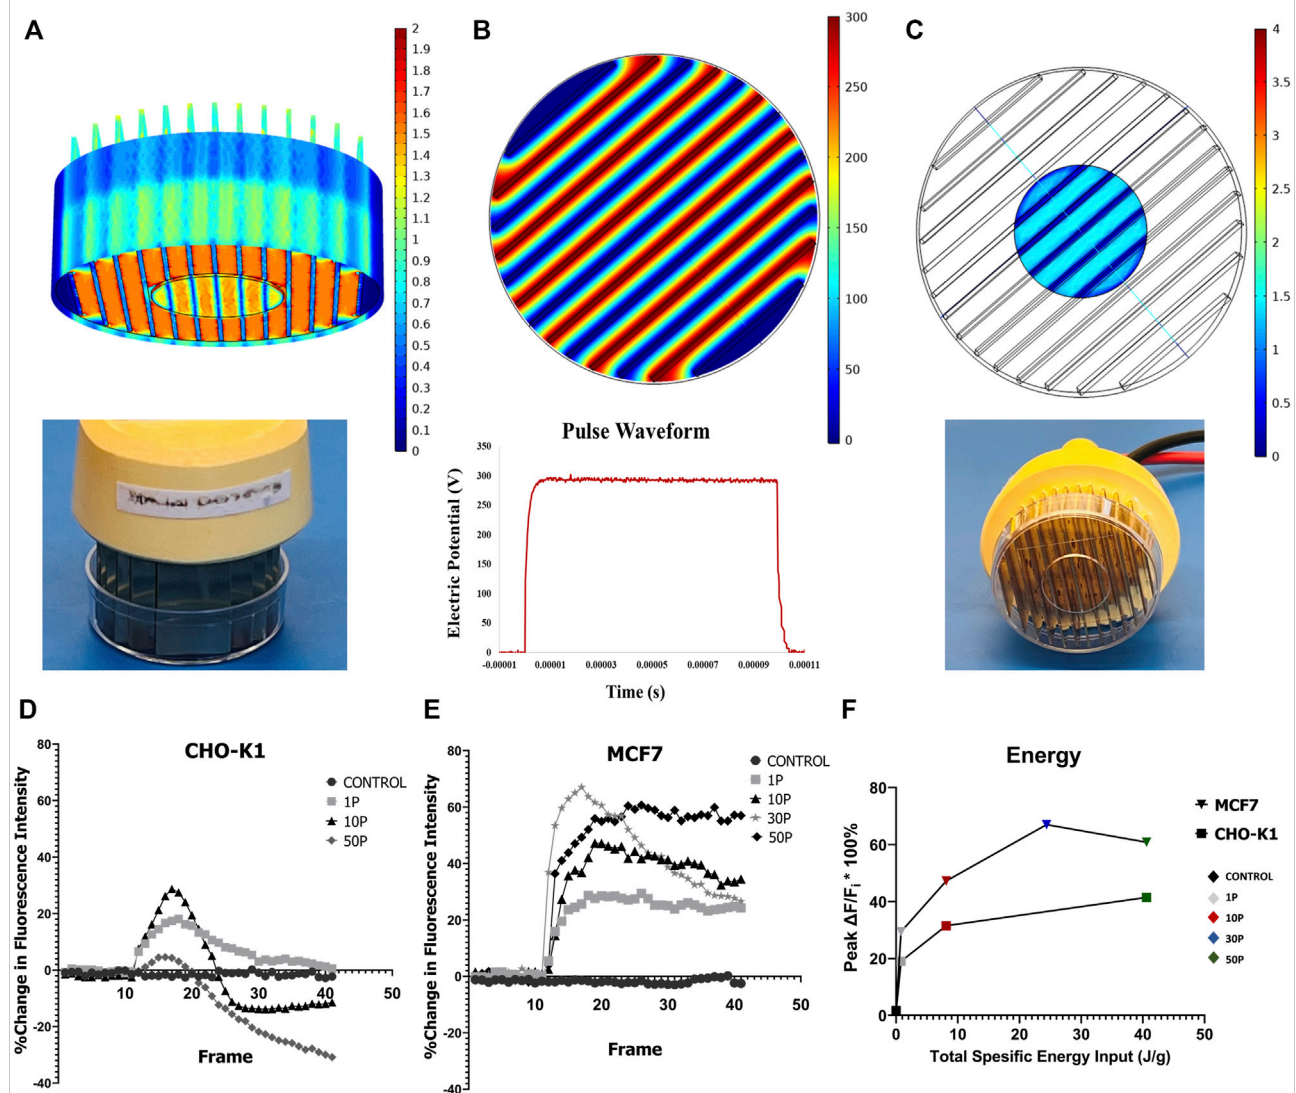 A
2
1.9
1.8
1.7
1.6
1.5
1.4
1.3
1.2
1.1
1
0.9
0.8
0.7
0.6
0.5
0.4
0.3
0.2
0.1
0
B
300
250
200
150
100
50
0
C
4
3.5
3
2.5
2
1.5
1
0.5
0
Pulse Waveform
Electric Potential (V)
350
300
250
200
150
100
50
0
-0.00001 0.00001 0.00003 0.00005 0.00007 0.00009 0.00011
Time (s)
D
CHO-K1
%Change in Fluorescence Intensity
80
60
40
20
0
-20
-40
10 20 30 40 50
Frame
CONTROL
1P
10P
50P
E
MCF7
%Change in Fluorescence Intensity
80
60
40
20
0
-20
-40
10 20 30 40 50
Frame
CONTROL
1P
10P
30P
50P
F
Energy
Peak ΔF/Fi * 100%
80
60
40
20
0
0 10 20 30 40 50
Total Spesific Energy Input (J/g)
MCF7
CHO-K1
CONTROL
1P
10P
30P
50P